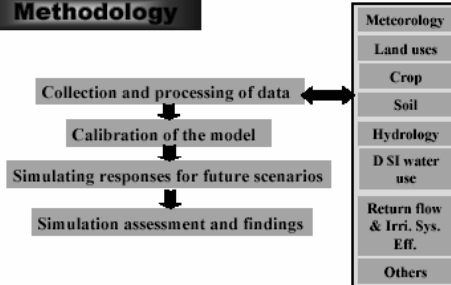 Methodology
Collection and processing of data
Calibration of the model
Simulating responses for future scenarios
Simulation assessment and findings
Meteorology
Land uses
Crop
Soil
Hydrology
D SI water
use
Return flow
& Irri. Sys.
Eff.
Others